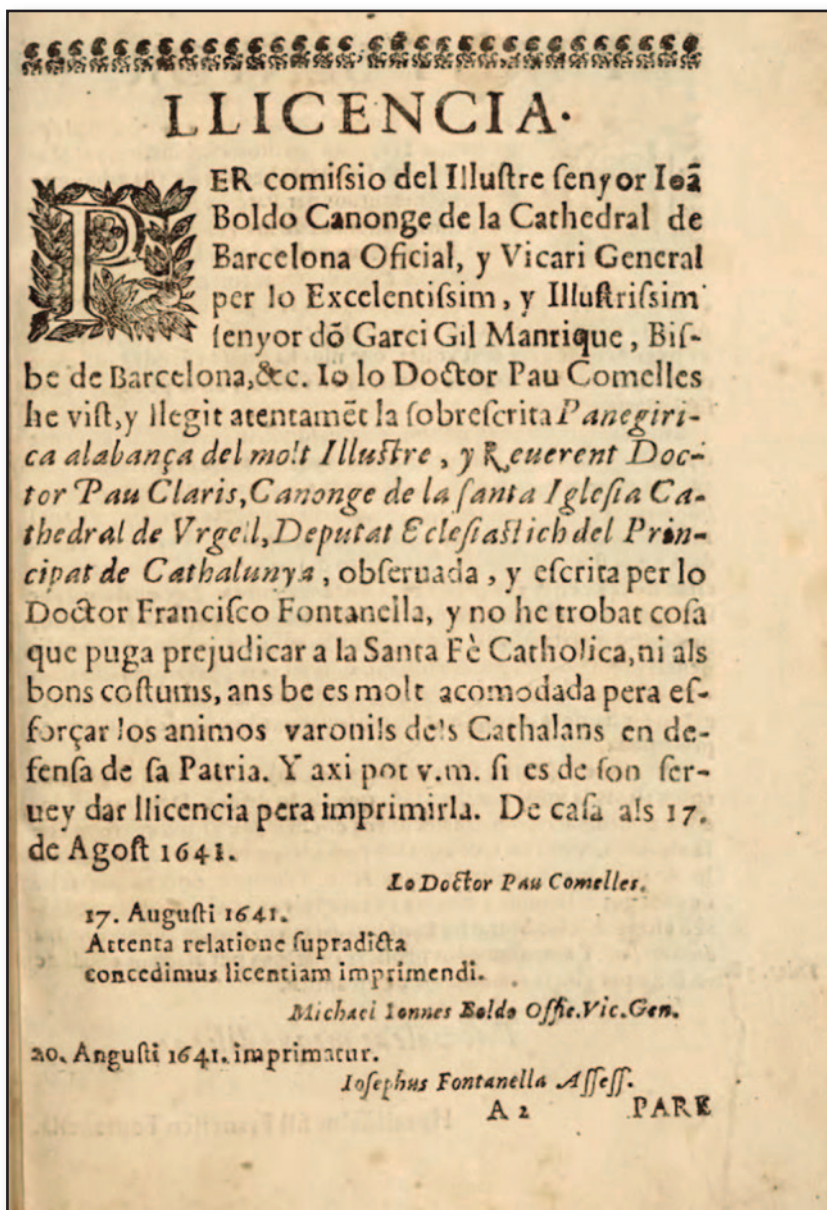 LLICENCIA.
PER comiſsio del Illuſtre ſenyor Ioā
Boldo Canonge de la Cathedral de
Barcelona Oficial, y Vicari General
per lo Excelentiſsim, y Illuſtriſsim
ſenyor dō Garci Gil Manrique, Biſ-
be de Barcelona,&c. Io lo Doctor Pau Comelles
he viſt,y llegit atentamēt la ſobreſcrita Panegiri-
ca alabança del molt Illuſtre, y Reuerent Doc-
tor Pau Claris,Canonge de la ſanta Igleſia Ca-
thedral de Vrgell,Deputat Ecleſiaſtich del Prin-
cipat de Cathalunya, obſeruada, y eſcrita per lo
Doctor Franciſco Fontanella, y no he trobat coſa
que puga prejudicar a la Santa Fè Catholica,ni als
bons coſtums, ans be es molt acomodada pera eſ-
forçar los animos varonils dels Cathalans en de-
fenſa de ſa Patria. Y axi pot v.m. ſi es de ſon ſer-
uey dar llicencia pera imprimirla. De caſa als 17.
de Agoſt 1641.
Lo Doctor Pau Comelles.
17. Auguſti 1641.
Attenta relatione ſupradicta
concedimus licentiam imprimendi.
Michael Ionnes Boldo Offic.Vic.Gen.
20. Anguſti 1641. imprimatur.
Ioſephus Fontanella Aſſeſſ.
A 2 PARE